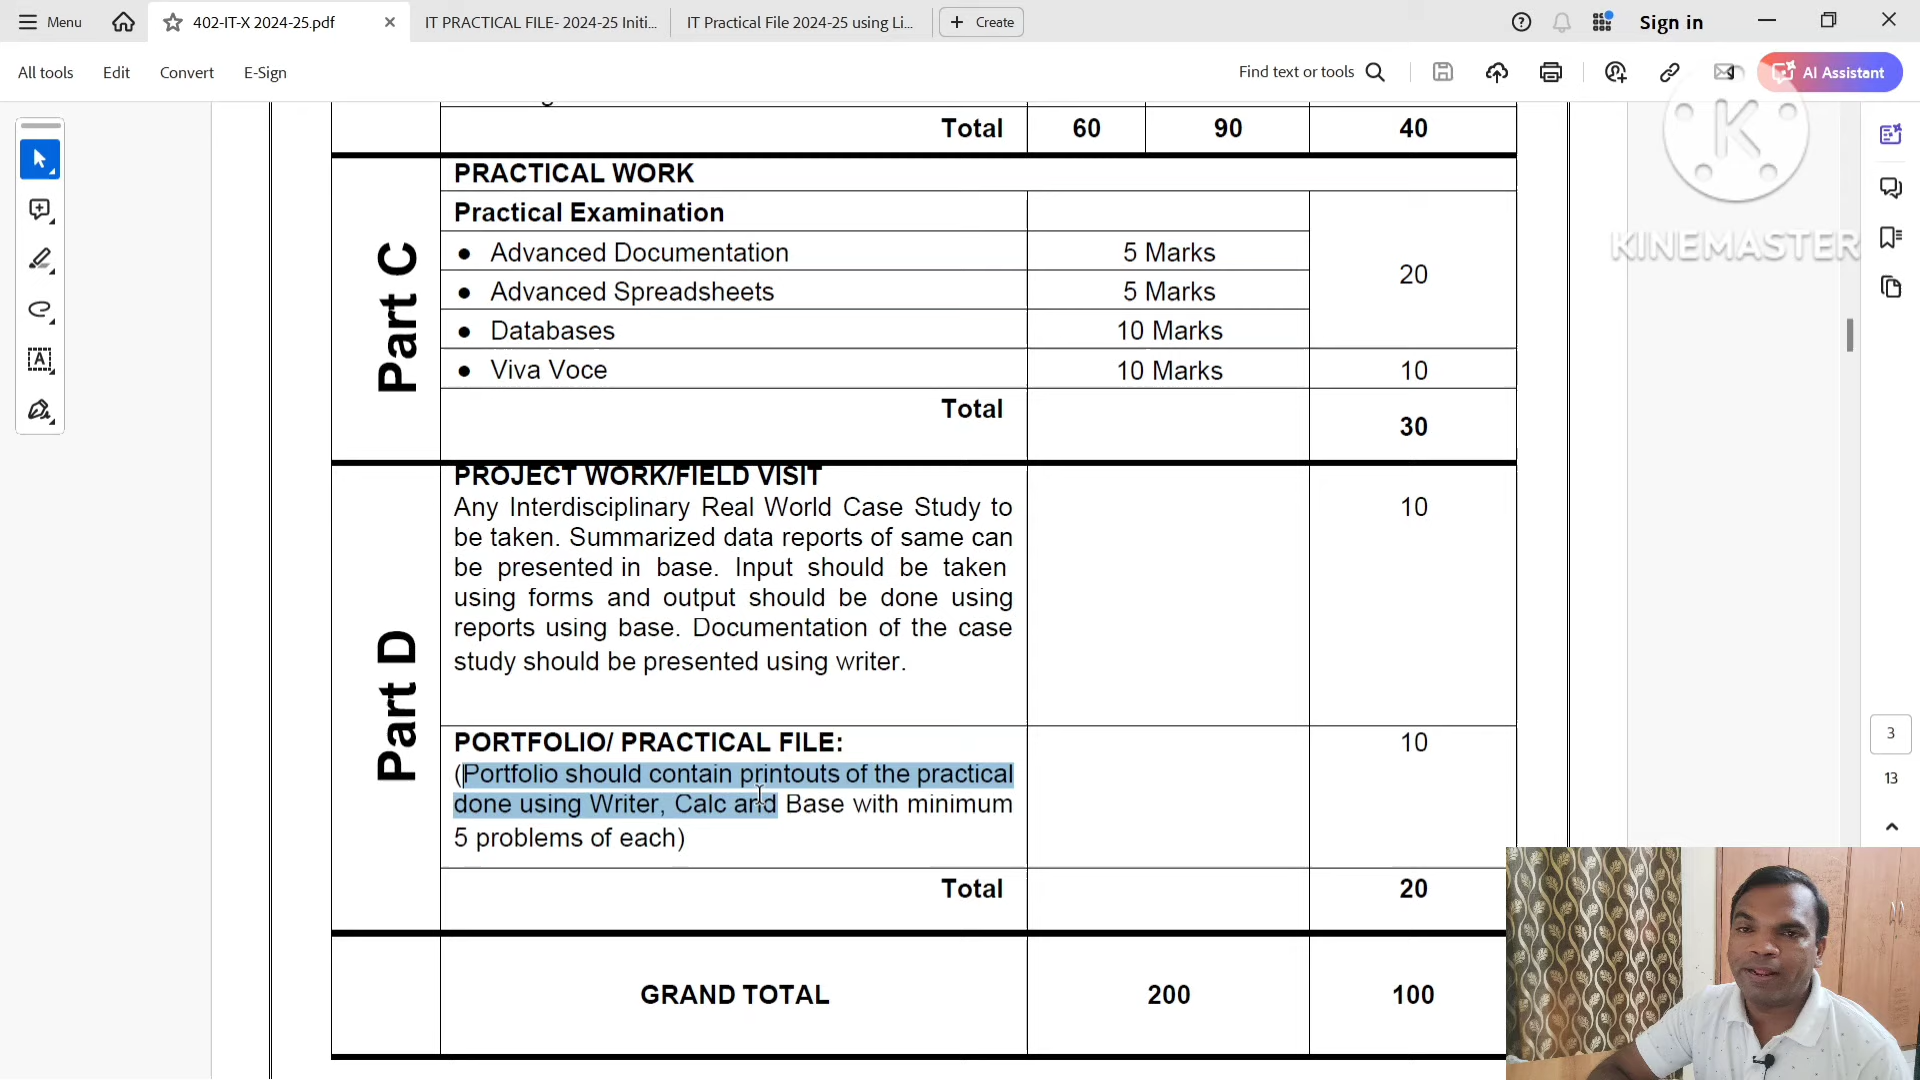 Menu
402-IT-X 2024-25.pdf
IT PRACTICAL FILE- 2024-25 Initi...
IT Practical File 2024-25 using Li...
Create
Sign in
All tools
Edit
Convert
E-Sign
Find text or tools
AI Assistant
Total 60 90 40
Part C
PRACTICAL WORK
Practical Examination
● Advanced Documentation 5 Marks
20
● Advanced Spreadsheets 5 Marks
● Databases 10 Marks
● Viva Voce 10 Marks 10
Total
30
Part D
PROJECT WORK/FIELD VISIT
Any Interdisciplinary Real World Case Study to 10
be taken. Summarized data reports of same can
be presented in base. Input should be taken
using forms and output should be done using
reports using base. Documentation of the case
study should be presented using writer.
PORTFOLIO/ PRACTICAL FILE: 10
(Portfolio should contain printouts of the practical
done using Writer, Calc and Base with minimum
5 problems of each)
Total 20
GRAND TOTAL 200 100
K
KINEMASTER
3
13